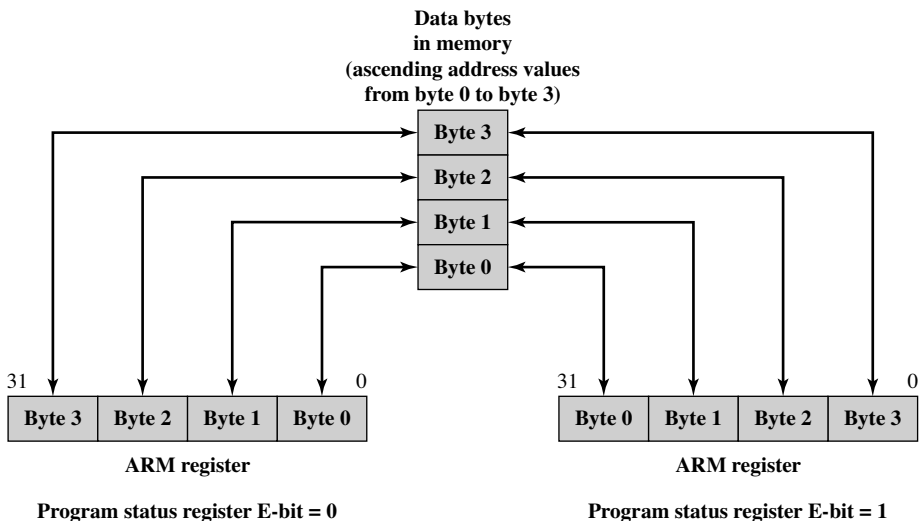 Data bytes
in memory
(ascending address values
from byte 0 to byte 3)
Byte 3
Byte 2
Byte 1
Byte 0
31 0
Byte 3 Byte 2 Byte 1 Byte 0
ARM register
Program status register E-bit = 0
31 0
Byte 0 Byte 1 Byte 2 Byte 3
ARM register
Program status register E-bit = 1